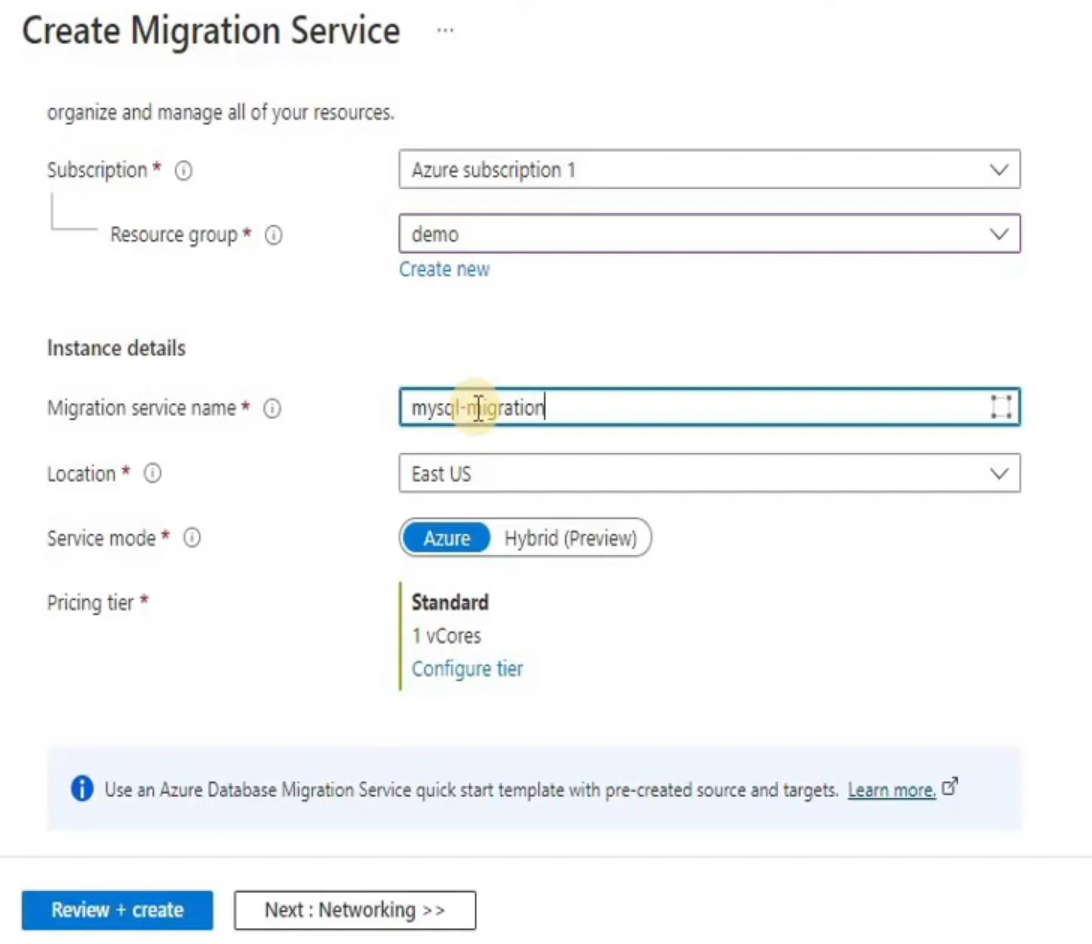 Create Migration Service ...
organize and manage all of your resources.
Subscription * Azure subscription 1
Resource group * demo
Create new
Instance details
Migration service name * mysql-migration
Location * East US
Service mode * Azure Hybrid (Preview)
Pricing tier * Standard
1 vCores
Configure tier
Use an Azure Database Migration Service quick start template with pre-created source and targets. Learn more.
Review + create Next : Networking >>